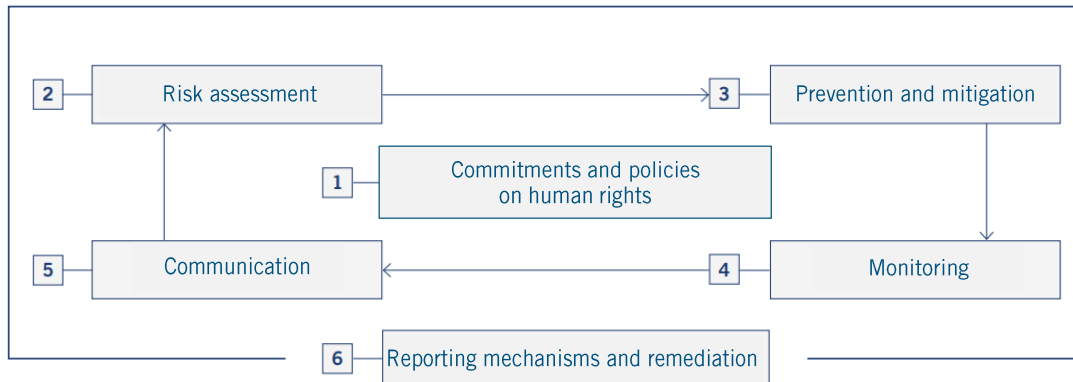 2 Risk assessment
3 Prevention and mitigation
1 Commitments and policies
on human rights
5 Communication
4 Monitoring
6 Reporting mechanisms and remediation